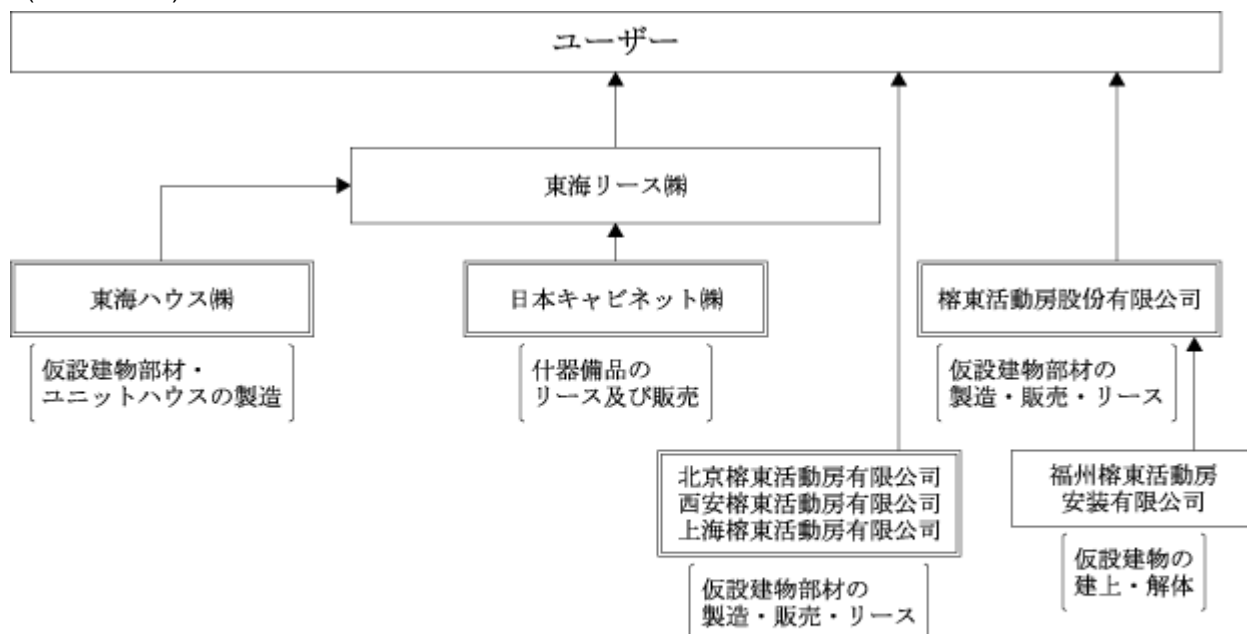 ユーザー
東海リース㈱
東海ハウス㈱
日本キャビネット㈱
榕東活動房股份有限公司
仮設建物部材・
ユニットハウスの製造
什器備品の
リース及び販売
仮設建物部材の
製造・販売・リース
北京榕東活動房有限公司
西安榕東活動房有限公司
上海榕東活動房有限公司
福州榕東活動房
安装有限公司
仮設建物部材の
製造・販売・リース
仮設建物の
建上・解体